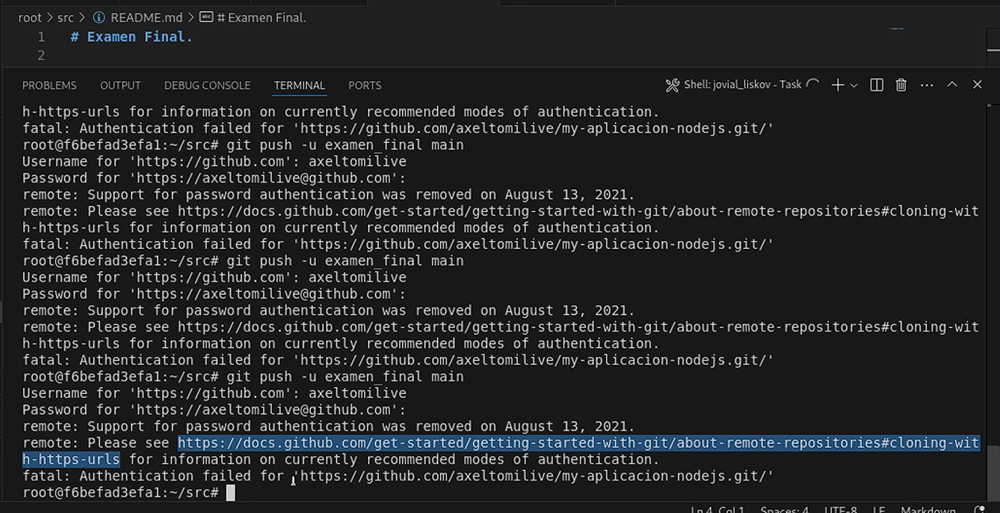 root > src > README.md > # Examen Final.
1 # Examen Final.
2
PROBLEMS OUTPUT DEBUG CONSOLE TERMINAL PORTS Shell: jovial_liskov - Task
h-https-urls for information on currently recommended modes of authentication.
fatal: Authentication failed for 'https://github.com/axeltomilive/my-aplicacion-nodejs.git/'
root@f6befad3efa1:~/src# git push -u examen_final main
Username for 'https://github.com': axeltomilive
Password for 'https://axeltomilive@github.com':
remote: Support for password authentication was removed on August 13, 2021.
remote: Please see https://docs.github.com/get-started/getting-started-with-git/about-remote-repositories#cloning-wit
h-https-urls for information on currently recommended modes of authentication.
fatal: Authentication failed for 'https://github.com/axeltomilive/my-aplicacion-nodejs.git/'
root@f6befad3efa1:~/src# git push -u examen_final main
Username for 'https://github.com': axeltomilive
Password for 'https://axeltomilive@github.com':
remote: Support for password authentication was removed on August 13, 2021.
remote: Please see https://docs.github.com/get-started/getting-started-with-git/about-remote-repositories#cloning-wit
h-https-urls for information on currently recommended modes of authentication.
fatal: Authentication failed for 'https://github.com/axeltomilive/my-aplicacion-nodejs.git/'
root@f6befad3efa1:~/src# git push -u examen_final main
Username for 'https://github.com': axeltomilive
Password for 'https://axeltomilive@github.com':
remote: Support for password authentication was removed on August 13, 2021.
remote: Please see https://docs.github.com/get-started/getting-started-with-git/about-remote-repositories#cloning-wit
h-https-urls for information on currently recommended modes of authentication.
fatal: Authentication failed for 'https://github.com/axeltomilive/my-aplicacion-nodejs.git/'
root@f6befad3efa1:~/src#
Ln 4, Col 1 Spaces: 4 UTF-8 LF Markdown